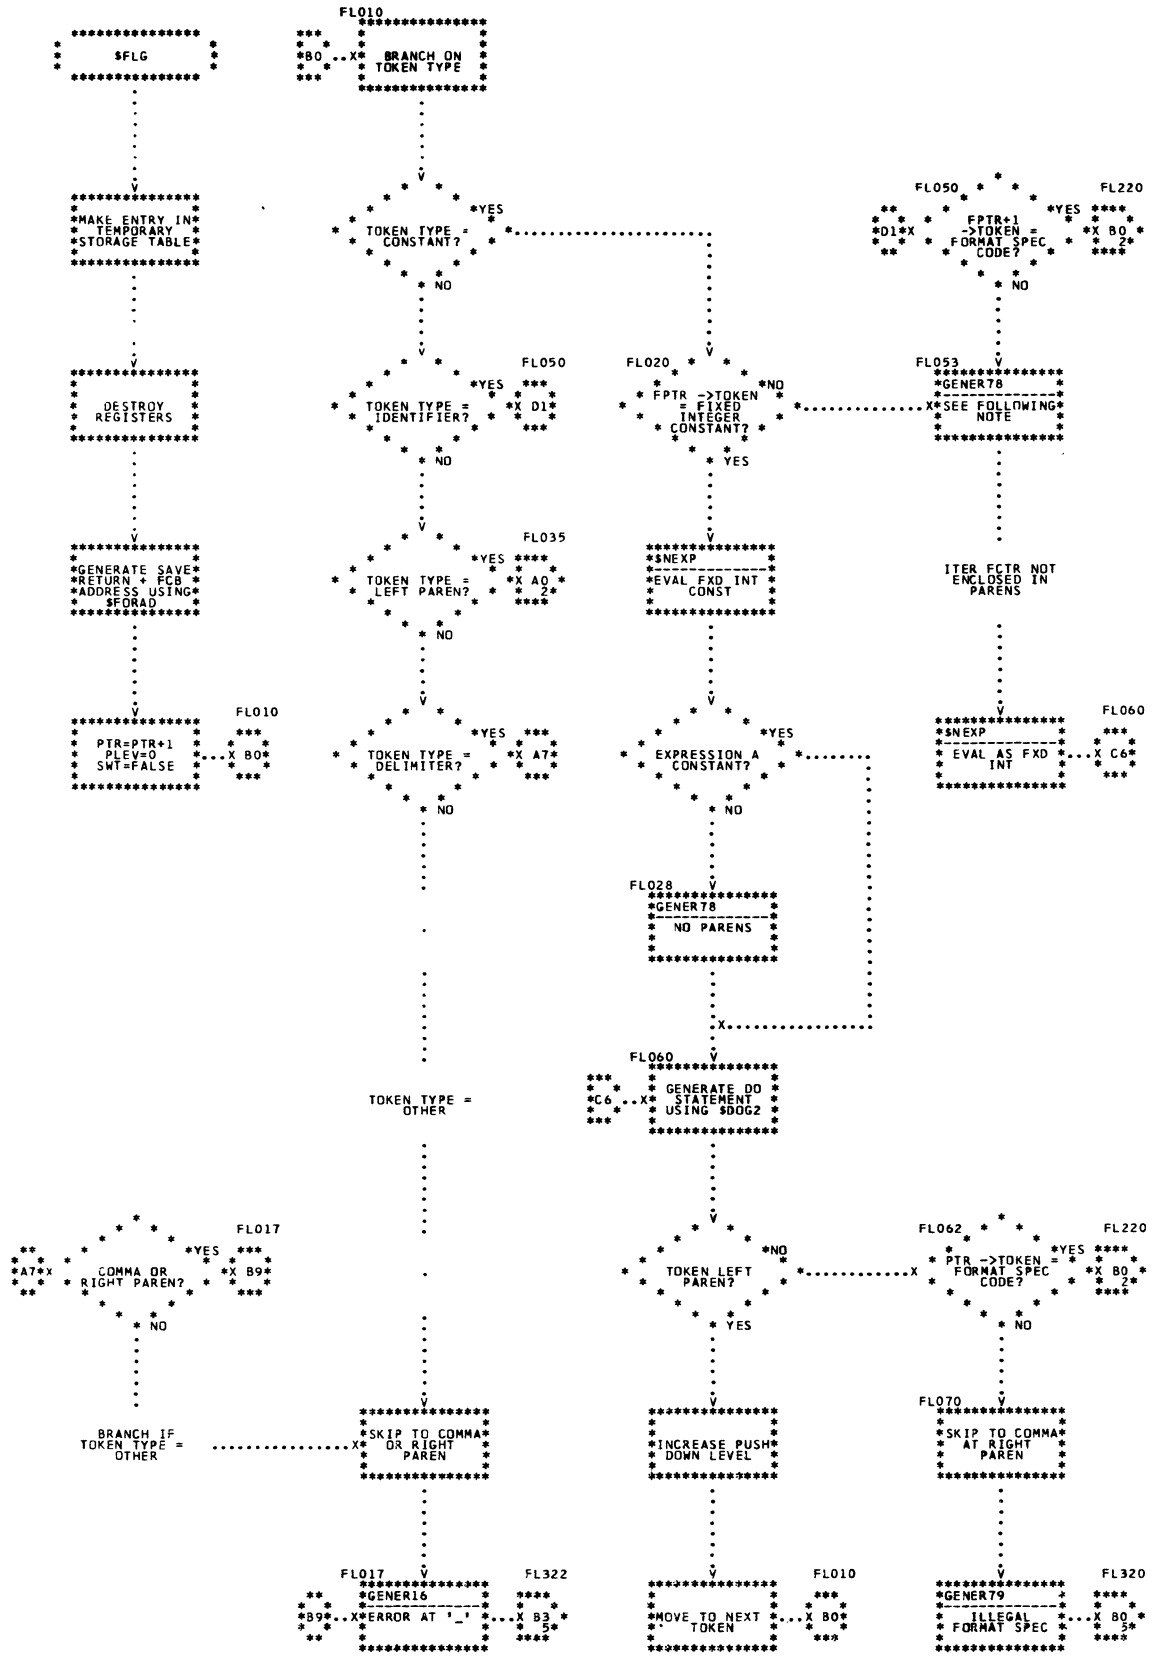 $FLG
MAKE ENTRY IN
TEMPORARY
STORAGE TABLE
DESTROY
REGISTERS
GENERATE SAVE
RETURN + FCB
ADDRESS USING
$FORAD
PTR=PTR+1
PLEV=0
SWT=FALSE
FL010
B0
A7
COMMA OR
RIGHT PAREN?
YES
FL017
B9
NO
BRANCH IF
TOKEN TYPE =
OTHER
FL010
B0
BRANCH ON
TOKEN TYPE
TOKEN TYPE =
CONSTANT?
YES
NO
TOKEN TYPE =
IDENTIFIER?
YES
FL050
D1
NO
TOKEN TYPE =
LEFT PAREN?
YES
FL035
A0
2
NO
TOKEN TYPE =
DELIMITER?
YES
A7
NO
TOKEN TYPE =
OTHER
SKIP TO COMMA
OR RIGHT
PAREN
FL017
B9
GENER16
ERROR AT '_'
FL322
B3
5
FL020
FPTR ->TOKEN
= FIXED
INTEGER
CONSTANT?
NO
YES
$NEXP
EVAL FXD INT
CONST
EXPRESSION A
CONSTANT?
YES
NO
FL028
GENER78
NO PARENS
FL060
C6
GENERATE DO
STATEMENT
USING $DOG2
TOKEN LEFT
PAREN?
NO
YES
INCREASE PUSH
DOWN LEVEL
MOVE TO NEXT
TOKEN
FL010
B0
FL050
D1
FPTR+1
->TOKEN =
FORMAT SPEC
CODE?
YES
FL220
B0
2
NO
FL053
GENER78
SEE FOLLOWING
NOTE
ITER FCTR NOT
ENCLOSED IN
PARENS
$NEXP
EVAL AS FXD
INT
FL060
C6
FL062
PTR ->TOKEN =
FORMAT SPEC
CODE?
YES
FL220
B0
2
NO
FL070
SKIP TO COMMA
AT RIGHT
PAREN
GENER79
ILLEGAL
FORMAT SPEC
FL320
B0
5